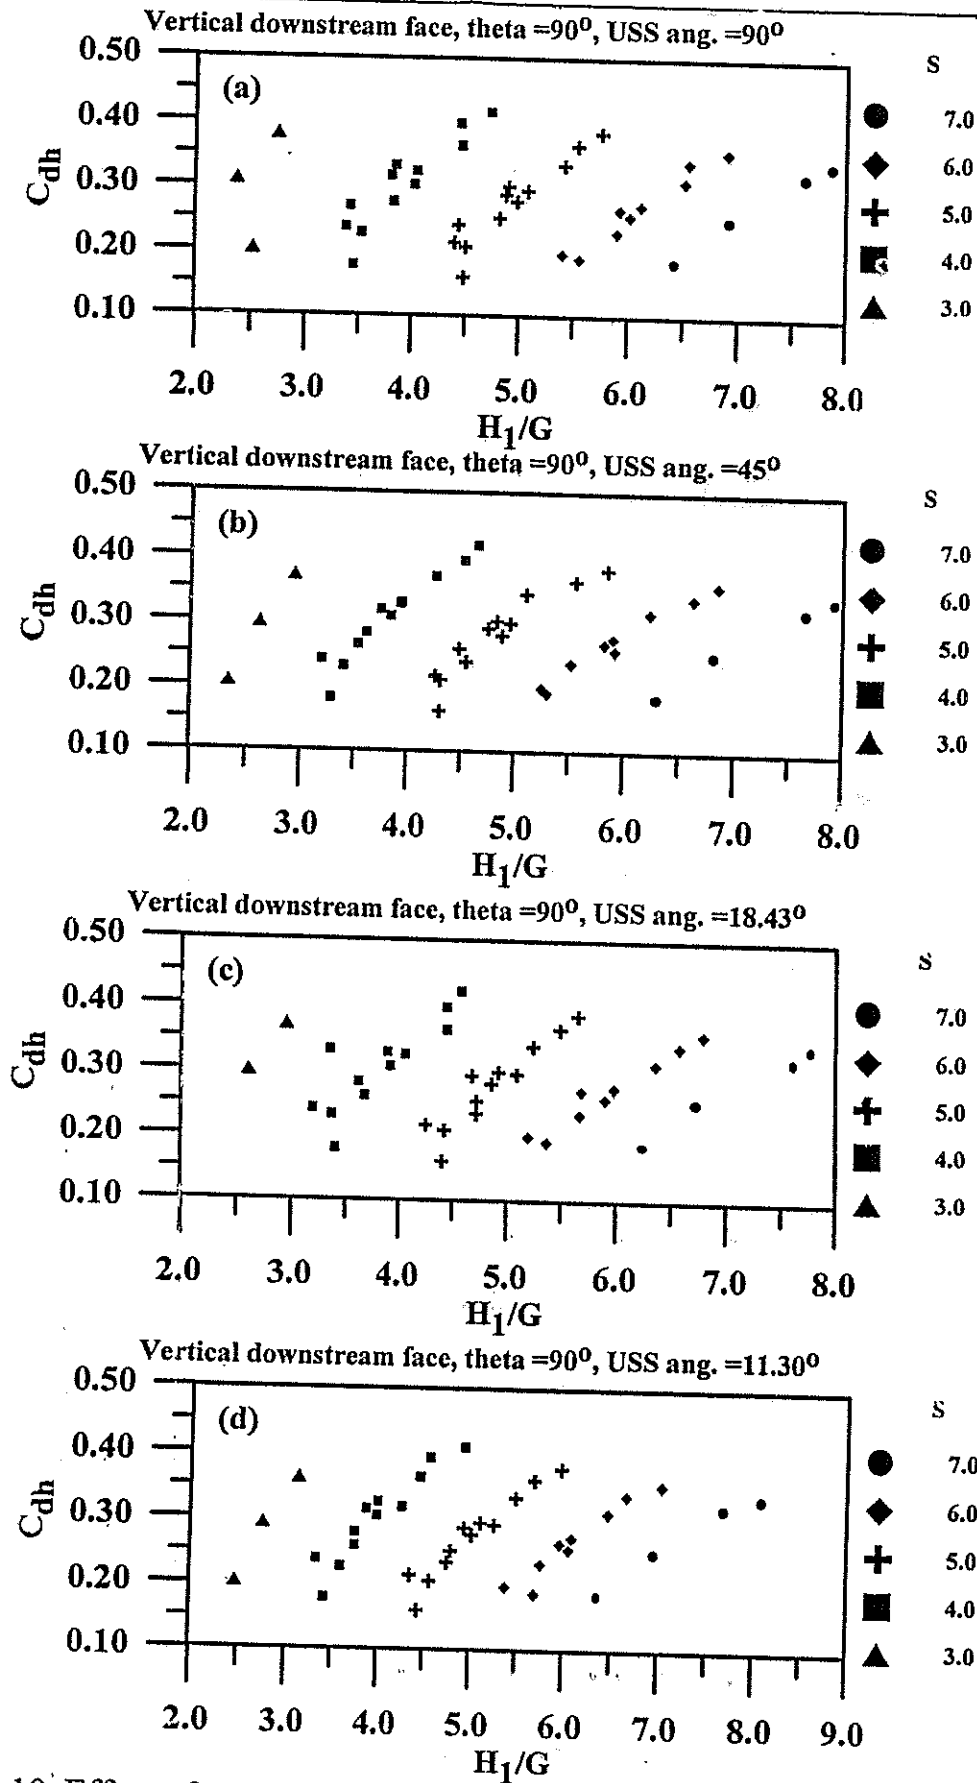 Vertical downstream face, theta =90⁰, USS ang. =90⁰
(a)
C_dh
0.50
0.40
0.30
0.20
0.10
2.0 3.0 4.0 5.0 6.0 7.0 8.0
H₁/G
S
7.0
6.0
5.0
4.0
3.0
Vertical downstream face, theta =90⁰, USS ang. =45⁰
(b)
C_dh
0.50
0.40
0.30
0.20
0.10
2.0 3.0 4.0 5.0 6.0 7.0 8.0
H₁/G
S
7.0
6.0
5.0
4.0
3.0
Vertical downstream face, theta =90⁰, USS ang. =18.43⁰
(c)
C_dh
0.50
0.40
0.30
0.20
0.10
2.0 3.0 4.0 5.0 6.0 7.0 8.0
H₁/G
S
7.0
6.0
5.0
4.0
3.0
Vertical downstream face, theta =90⁰, USS ang. =11.30⁰
(d)
C_dh
0.50
0.40
0.30
0.20
0.10
2.0 3.0 4.0 5.0 6.0 7.0 8.0 9.0
H₁/G
S
7.0
6.0
5.0
4.0
3.0